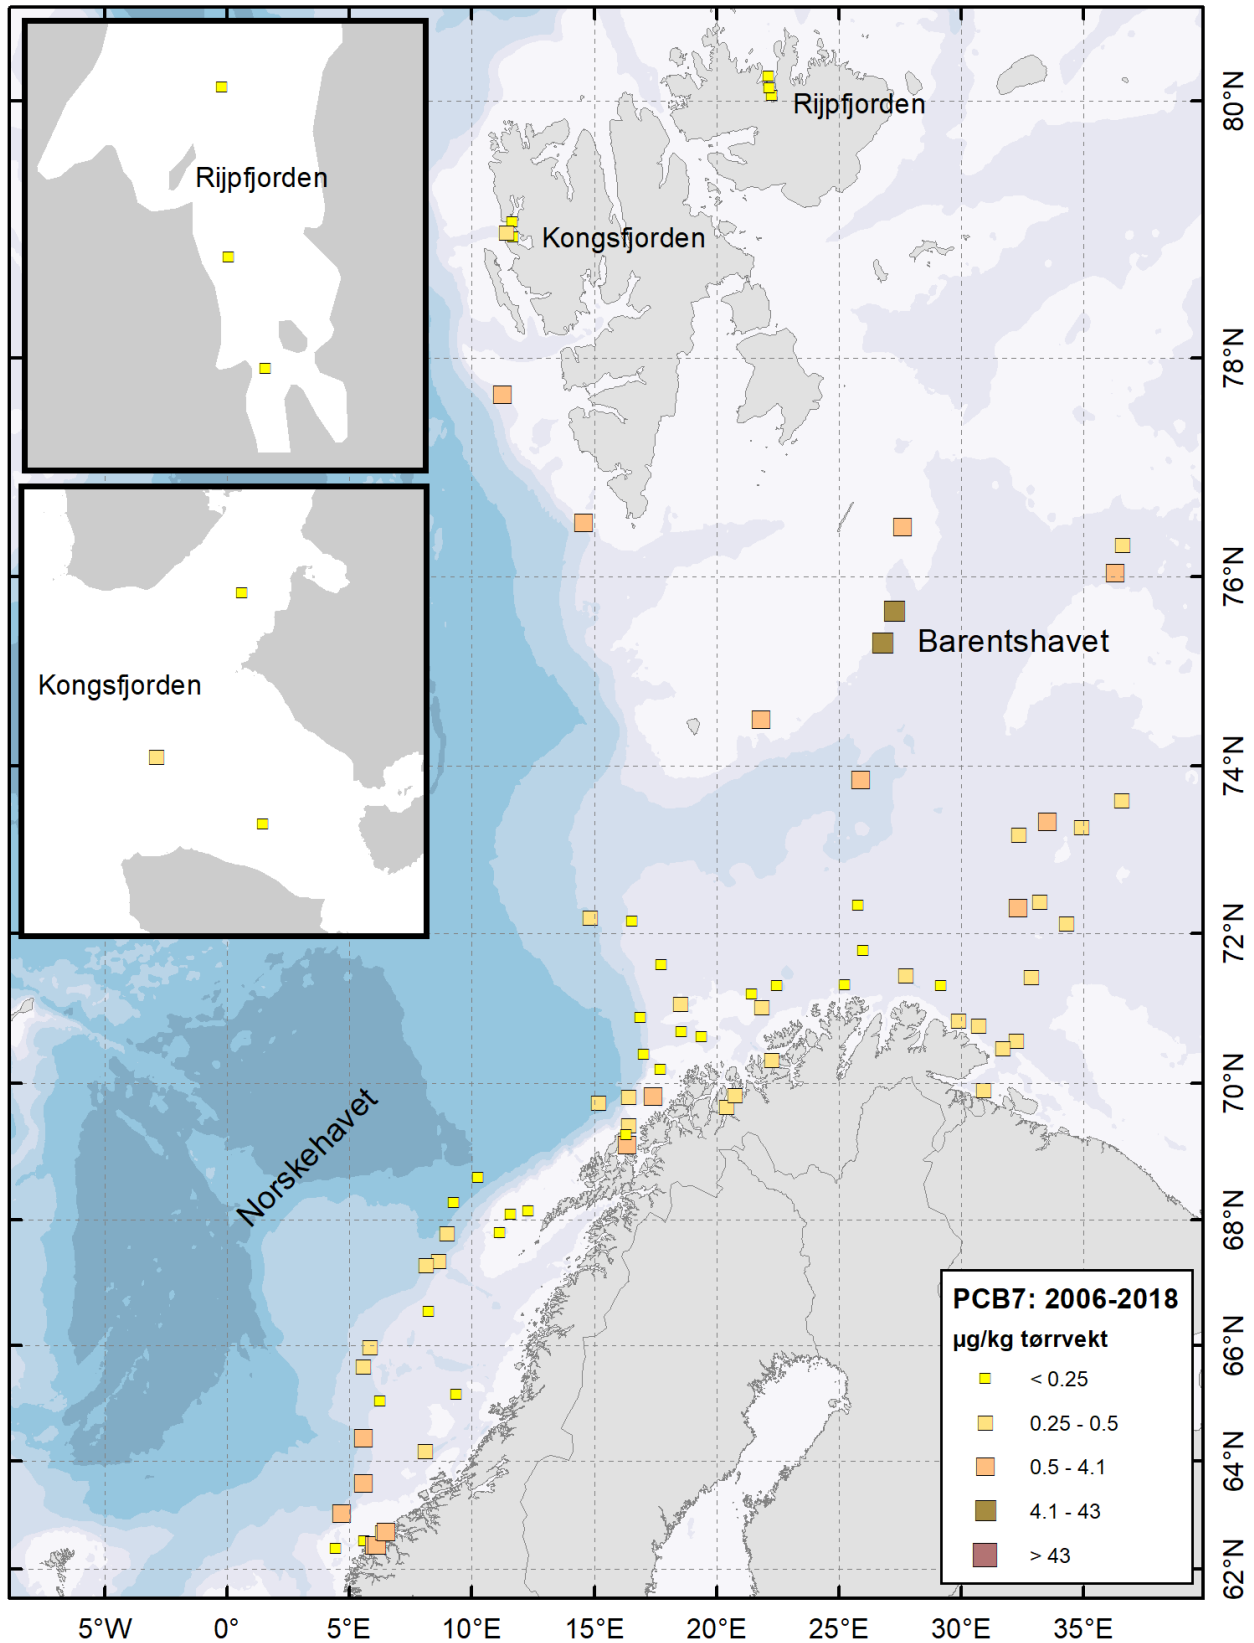 Rijpfjorden
Kongsfjorden
Rijpfjorden
Kongsfjorden
Barentshavet
Norskehavet
PCB7: 2006-2018
µg/kg tørrvekt
< 0.25
0.25 - 0.5
0.5 - 4.1
4.1 - 43
> 43
80°N
78°N
76°N
74°N
72°N
70°N
68°N
66°N
64°N
62°N
5°W 0° 5°E 10°E 15°E 20°E 25°E 30°E 35°E